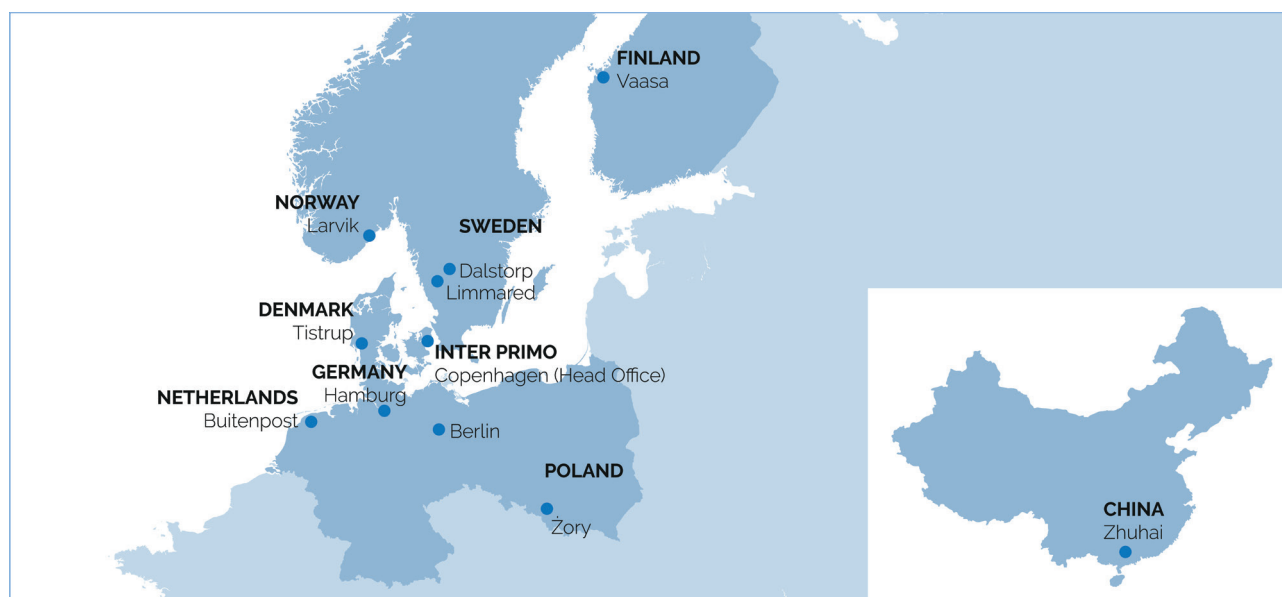 FINLAND
Vaasa
NORWAY
Larvik
SWEDEN
Dalstorp
Limmared
DENMARK
Tistrup
INTER PRIMO
Copenhagen (Head Office)
GERMANY
Hamburg
NETHERLANDS
Buitenpost
Berlin
POLAND
Żory
CHINA
Zhuhai